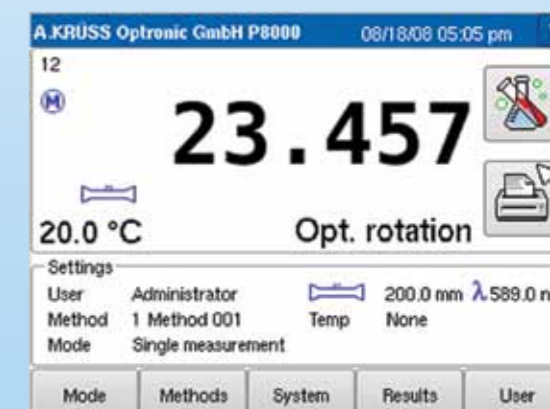 A.KRÜSS Optronic GmbH P8000 08/18/08 05:05 pm
12
M
23.457
20.0 °C Opt. rotation
Settings
User Administrator 200.0 mm λ 589.0 n
Method 1 Method 001 Temp None
Mode Single measurement
Mode Methods System Results User